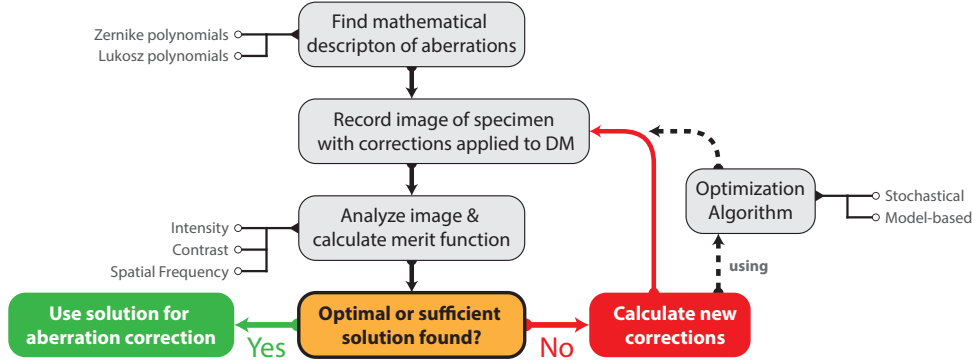 Find mathematical
descripton of aberrations
Zernike polynomials
Lukosz polynomials
Record image of specimen
with corrections applied to DM
Optimization
Algorithm
Stochastical
Model-based
Analyze image &
calculate merit function
Intensity
Contrast
Spatial Frequency
using
Use solution for
aberration correction
Yes
Optimal or sufficient
solution found?
No
Calculate new
corrections